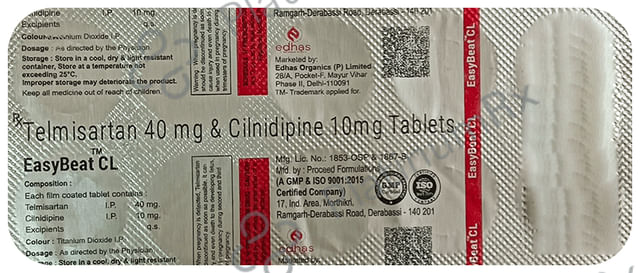 Cilnidipine I.P. 10 mg.
Excipients q.s.
Colour : Titanium Dioxide I.P.
Dosage : As directed by the Physician
Storage : Store in a cool, dry & light resistant
container, Store at a temperature not
exceeding 25°C.
Improper storage may deteriorate the product.
Keep all medicine out of reach of children.
Ramgarh-Derabassi Road, Derabassi - 140 201
edhas
Marketed by:
Edhas Organics (P) Limited
28/A, Pocket-F, Mayur Vihar
Phase II, Delhi-110091
TM- Trademark applied for.
EasyBeat CL
Rx Telmisartan 40 mg & Cilnidipine 10mg Tablets
EasyBeat™ CL
Composition :
Each film coated tablet contains :
Telmisartan I.P. 40 mg.
Cilnidipine I.P. 10 mg.
Excipients q.s.
Colour : Titanium Dioxide I.P.
Dosage : As directed by the Physician
Storage : Store in a cool, dry & light resistant
Mfg. Lic. No.: 1853-OSP & 1867-B
Mfd. by : Proceed Formulations
(A GMP & ISO 9001:2015
Certified Company)
17, Ind. Area, Morthikri,
Ramgarh-Derabassi Road, Derabassi - 140 201
GMP
ISO
edhas
EasyBeat CL